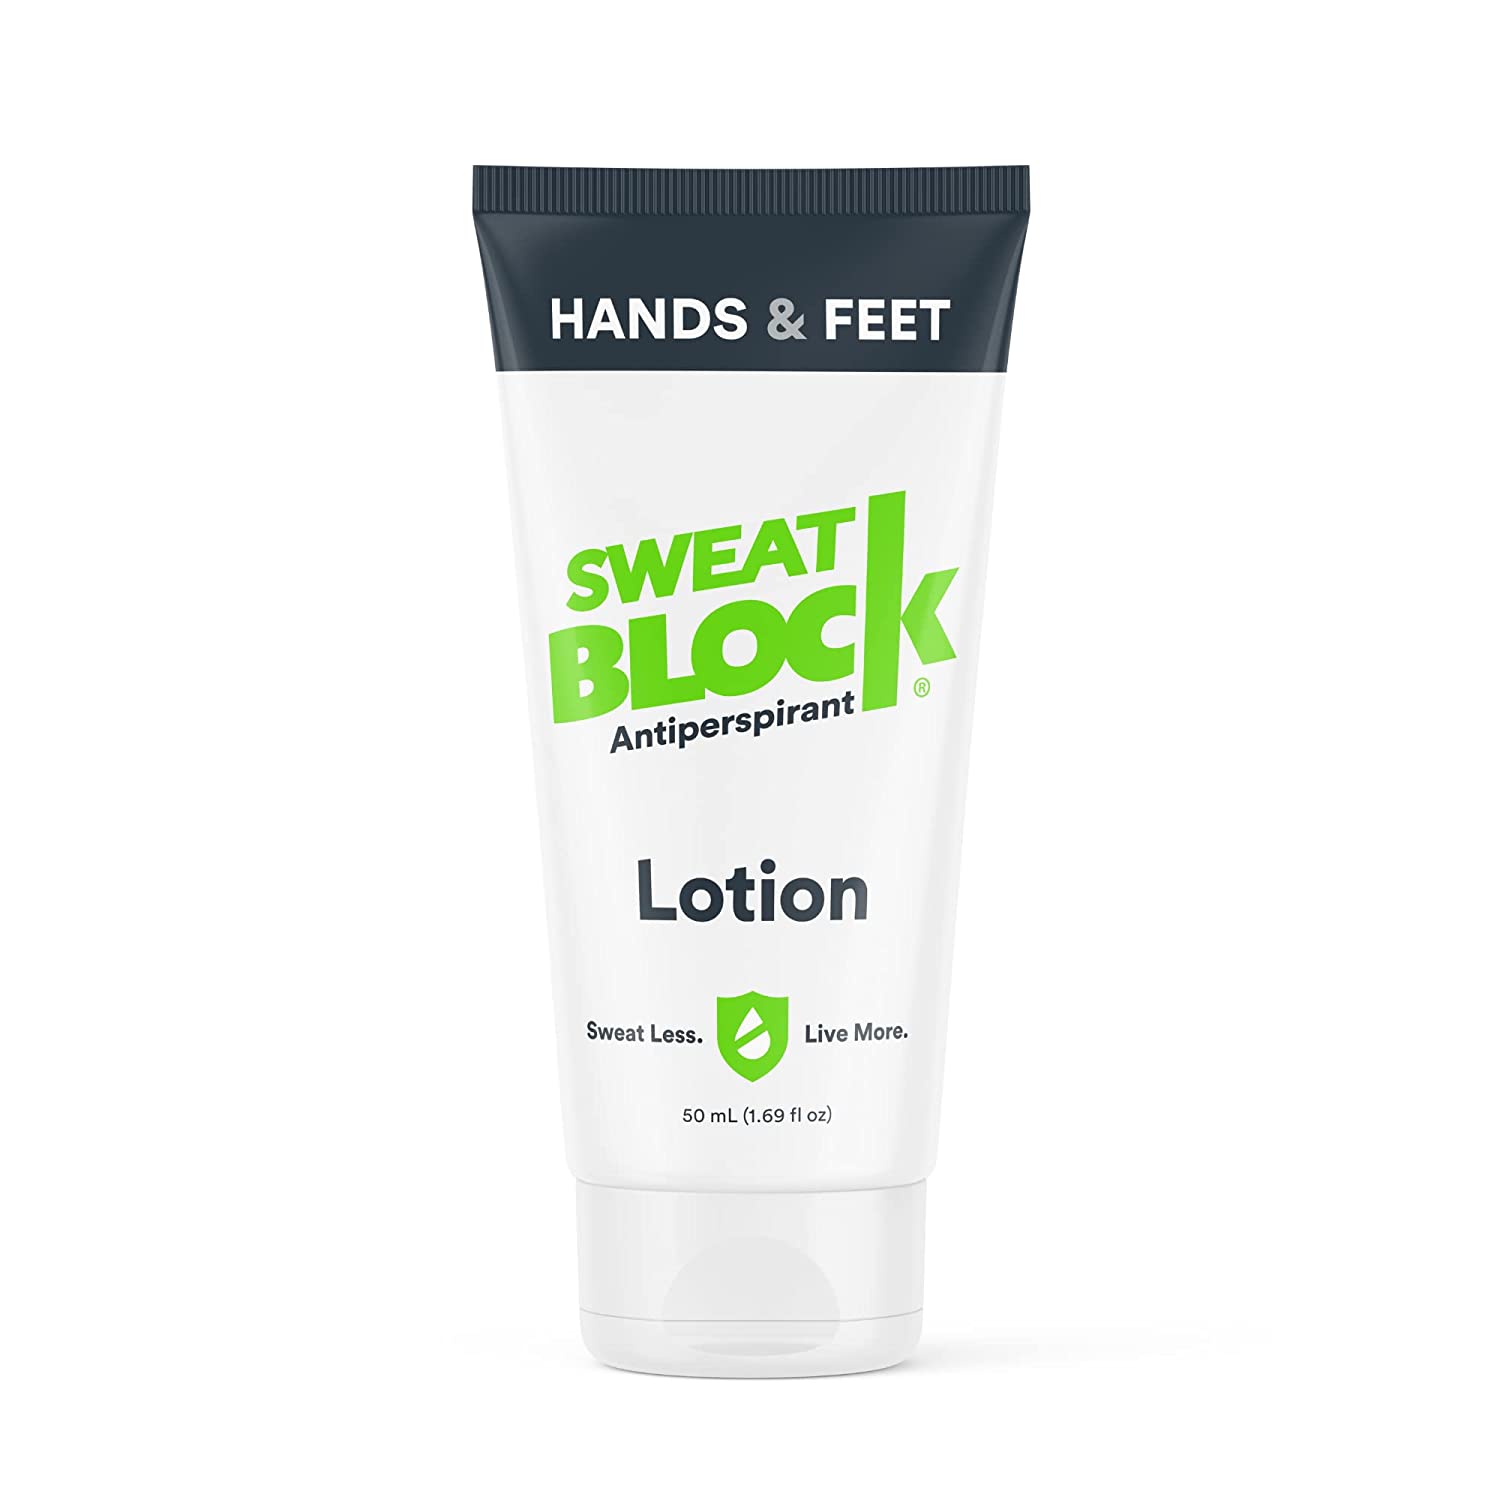 HANDS & FEET
SWEAT
BLOCK®
Antiperspirant
Lotion
Sweat Less. Live More.
50 mL (1.69 fl oz)